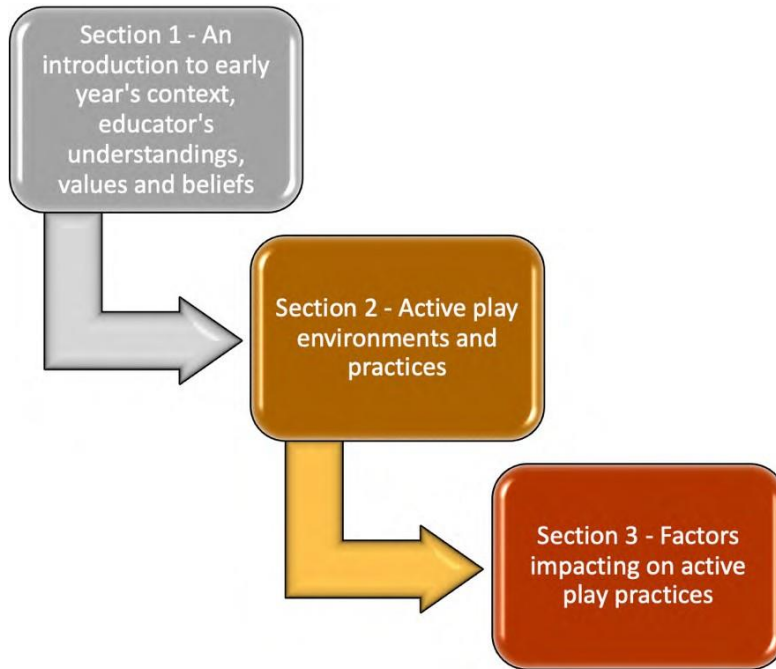 Section 1 - An
introduction to early
year's context,
educator's
understandings,
values and beliefs
Section 2 - Active play
environments and
practices
Section 3 - Factors
impacting on active
play practices